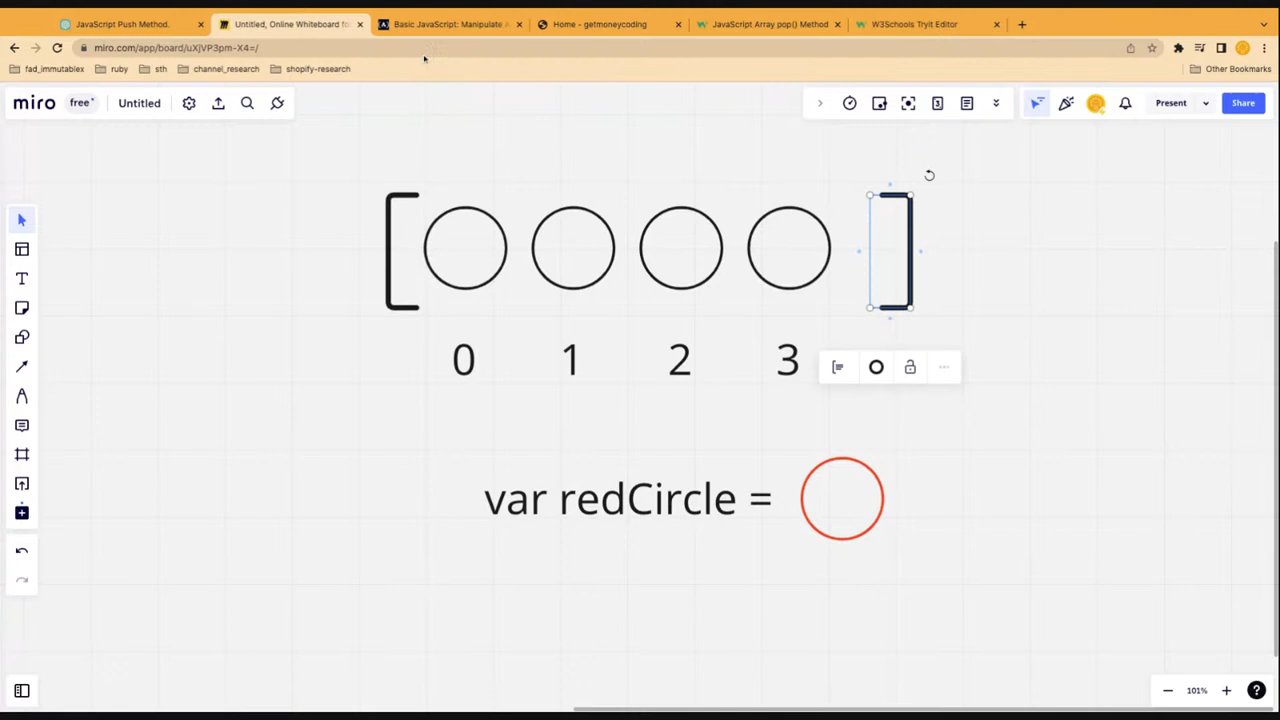 JavaScript Push Method.
Untitled, Online Whiteboard fo
Basic JavaScript: Manipulate A
Home - getmoneycoding
JavaScript Array pop() Method
W3Schools Tryit Editor
miro.com/app/board/uXjVP3pm-X4=/
fad_immutablex
ruby
sth
channel_research
shopify-research
Other Bookmarks
miro
free
Untitled
3
Present
Share
0 1 2 3
var redCircle =
101%